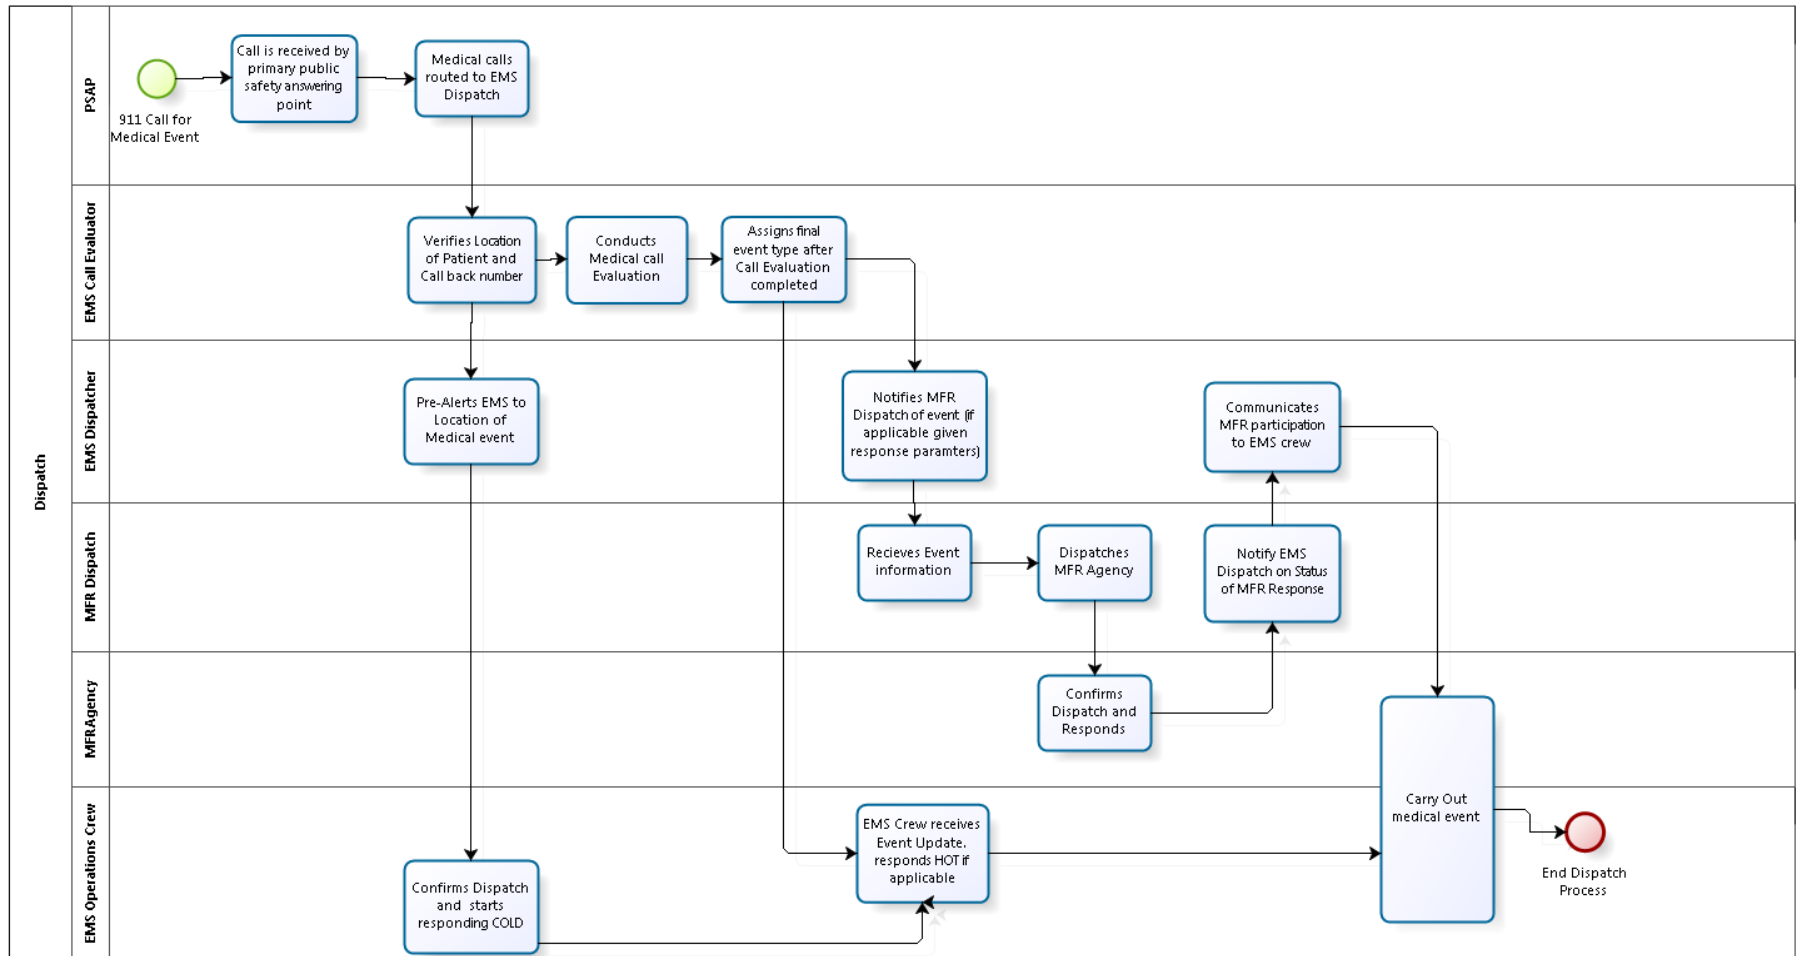 Dispatch
PSAP
911 Call for
Medical Event
Call is received by
primary public
safety answering
point
Medical calls
routed to EMS
Dispatch
EMS Call Evaluator
Verifies Location
of Patient and
Call back number
Conducts
Medical call
Evaluation
Assigns final
event type after
Call Evaluation
completed
EMS Dispatcher
Pre-Alerts EMS to
Location of
Medical event
Notifies MFR
Dispatch of event (if
applicable given
response paramters)
Communicates
MFR participation
to EMS crew
MFR Dispatch
Recieves Event
information
Dispatches
MFR Agency
Notify EMS
Dispatch on Status
of MFR Response
MFRAgency
Confirms
Dispatch and
Responds
EMS Operations Crew
Confirms Dispatch
and starts
responding COLD
EMS Crew receives
Event Update.
responds HOT if
applicable
Carry Out
medical event
End Dispatch
Process